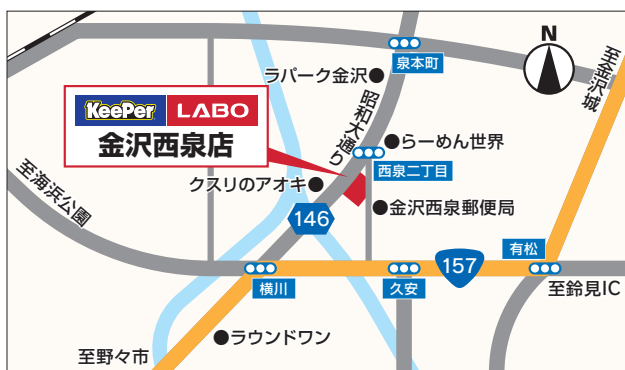 N
泉本町
至金沢城
ラパーク金沢
昭和大通り
KeePer LABO
金沢西泉店
らーめん世界
西泉二丁目
至海浜公園
クスリのアオキ
金沢西泉郵便局
146
有松
157
横川
久安
至鈴見IC
ラウンドワン
至野々市